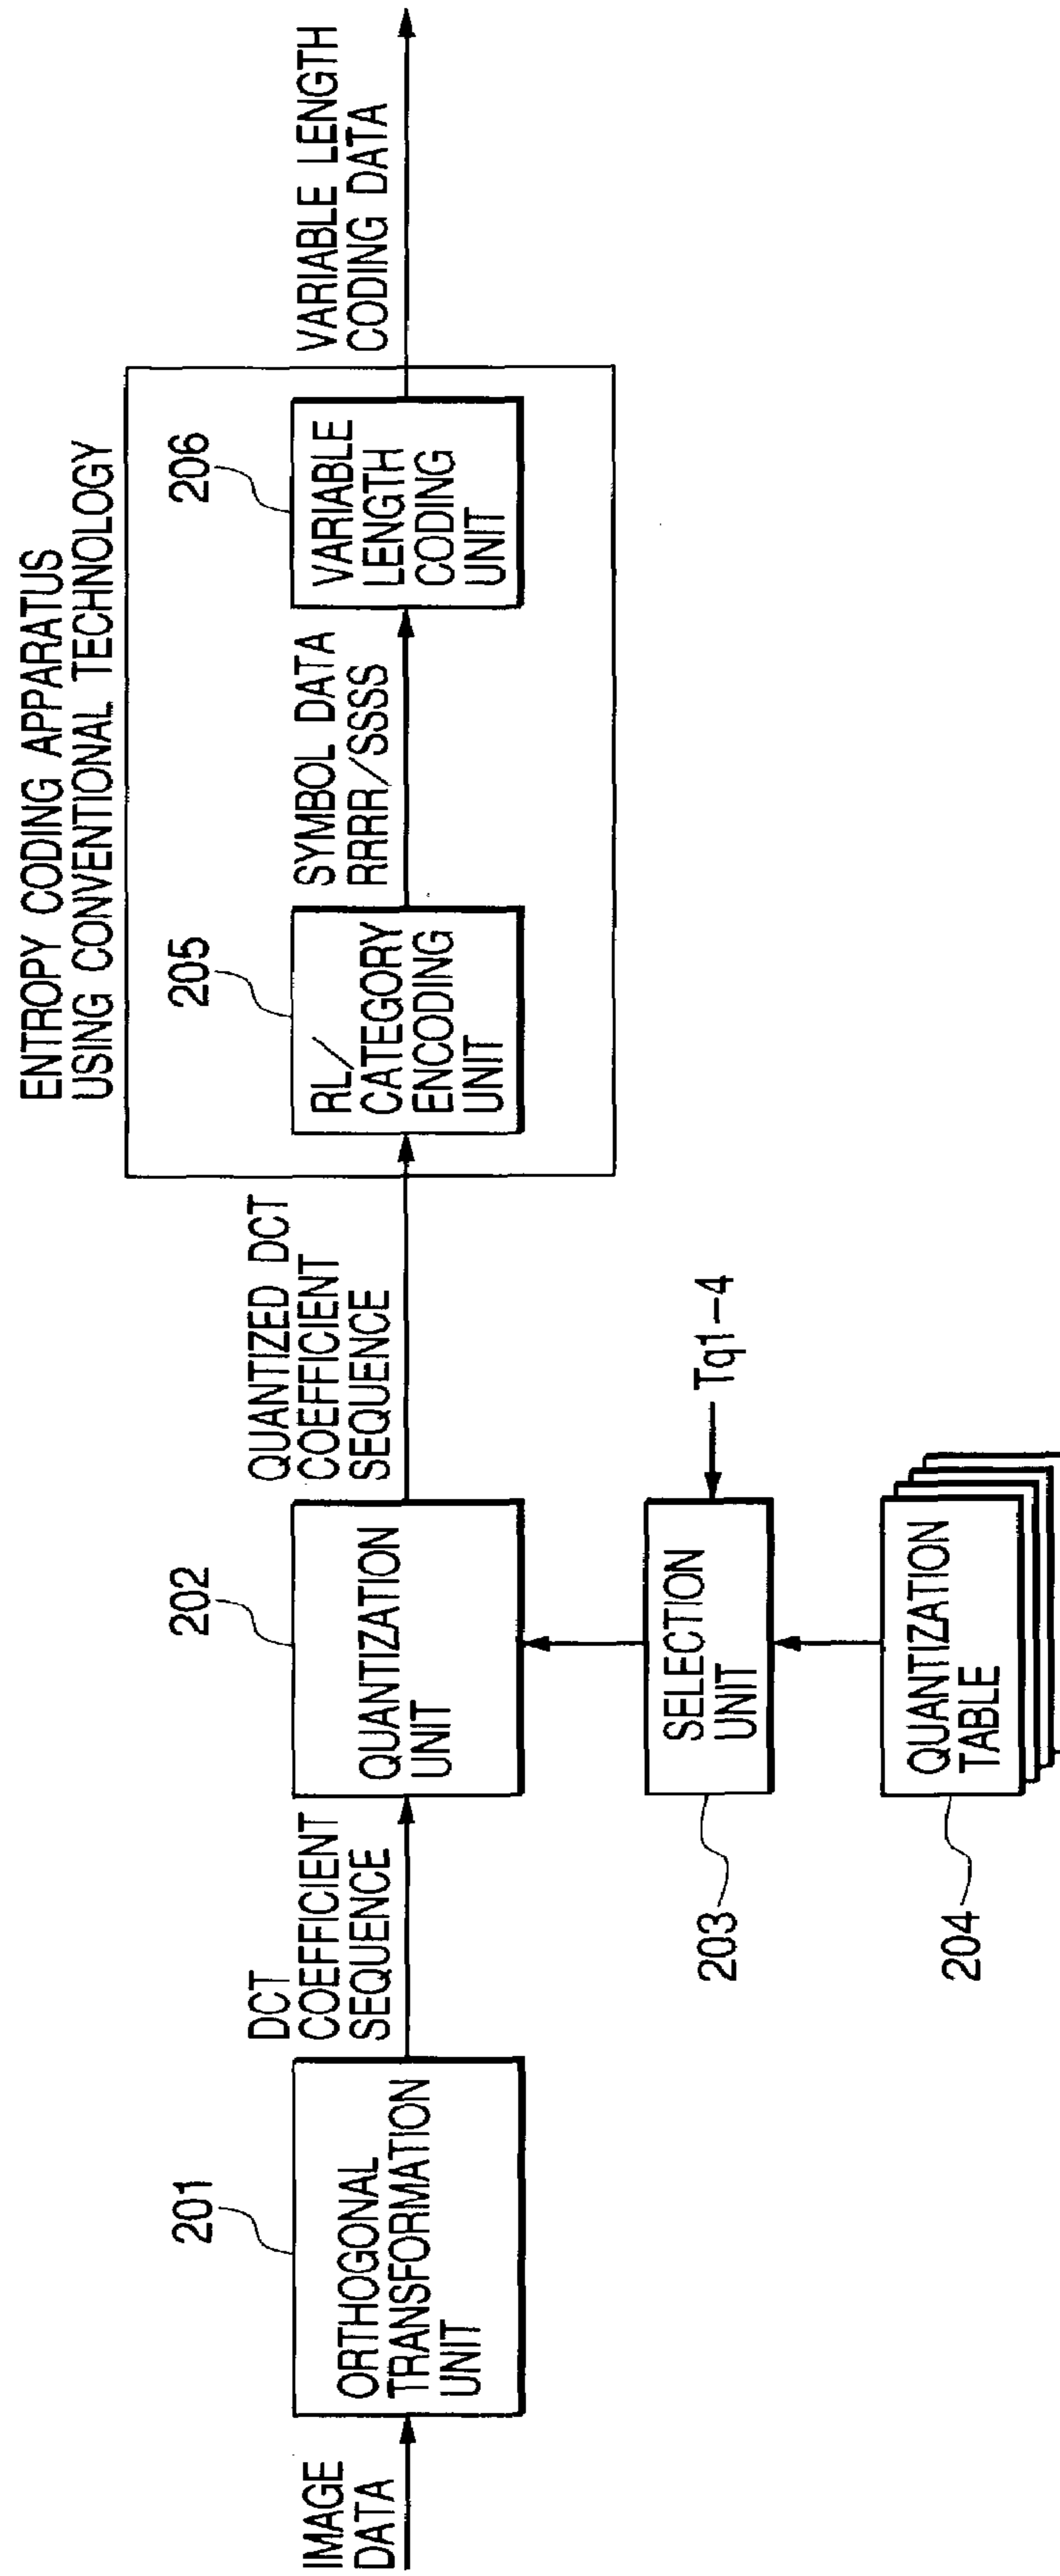 ENTROPY CODING APPARATUS
USING CONVENTIONAL TECHNOLOGY
IMAGE
DATA
201
ORTHOGONAL
TRANSFORMATION
UNIT
DCT
COEFFICIENT
SEQUENCE
202
QUANTIZATION
UNIT
QUANTIZED DCT
COEFFICIENT
SEQUENCE
205
RL/
CATEGORY
ENCODING
UNIT
SYMBOL DATA
RRRR/SSSS
206
VARIABLE
LENGTH
CODING
UNIT
VARIABLE LENGTH
CODING DATA
203
SELECTION
UNIT
Tq1-4
204
QUANTIZATION
TABLE